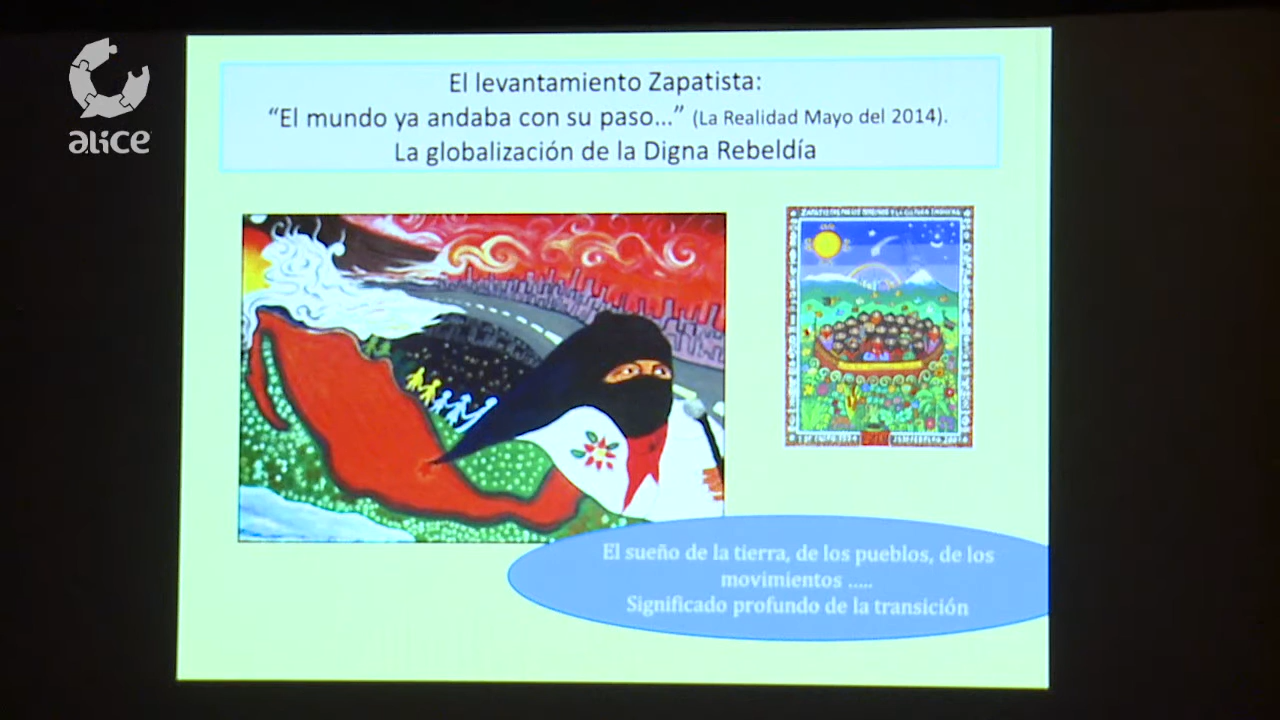 alice
El levantamiento Zapatista:
“El mundo ya andaba con su paso...” (La Realidad Mayo del 2014).
La globalización de la Digna Rebeldía
El sueño de la tierra, de los pueblos, de los
movimientos .....
Significado profundo de la transición